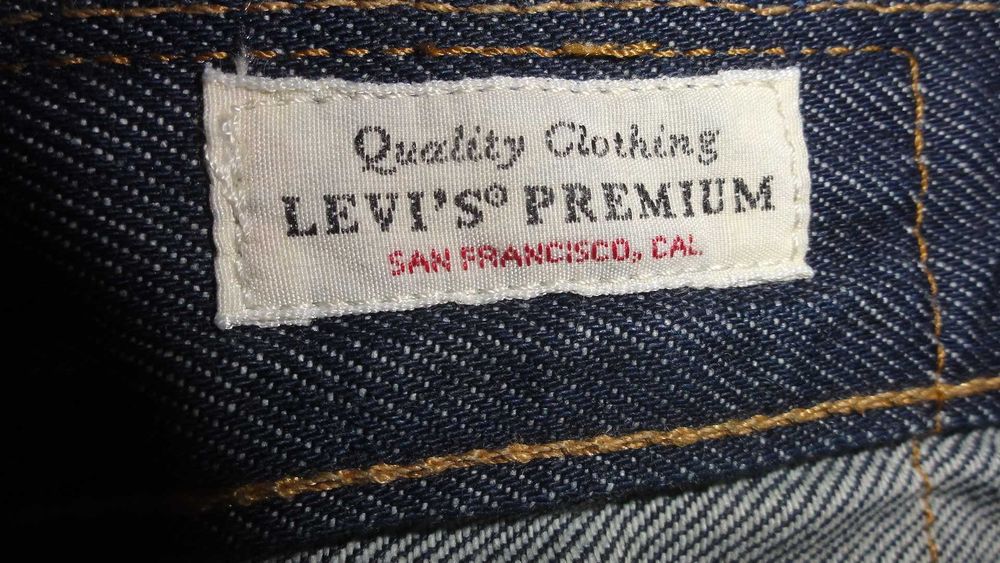 Quality Clothing
LEVI'S® PREMIUM
SAN FRANCISCO, CAL